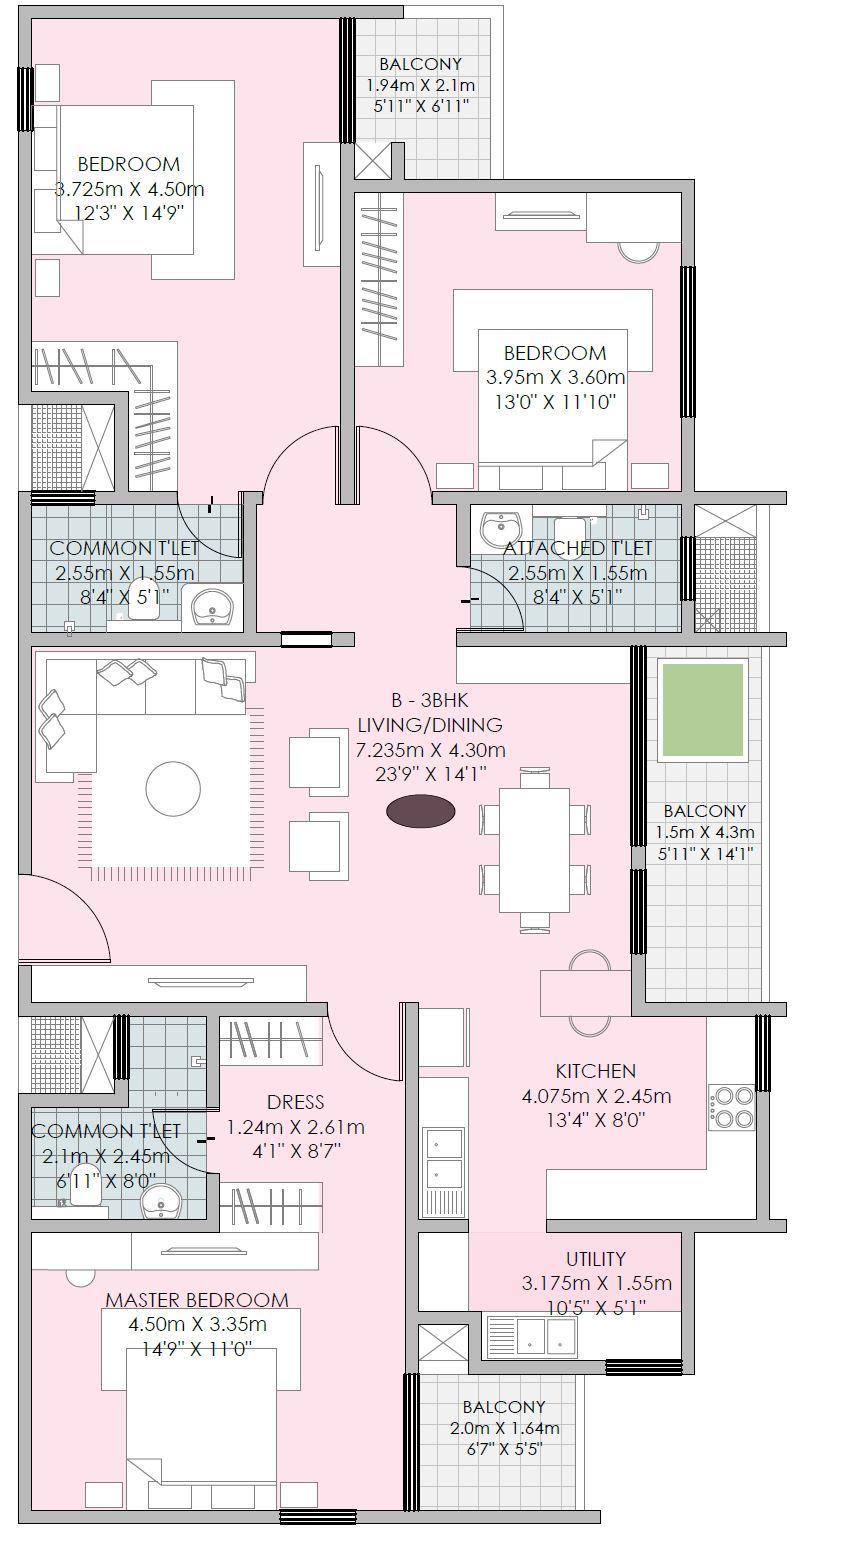 BALCONY
1.94m X 2.1m
5'11" X 6'11"
BEDROOM
3.725m X 4.50m
12'3" X 14'9"
BEDROOM
3.95m X 3.60m
13'0" X 11'10"
COMMON T'LET
2.55m X 1.55m
8'4" X 5'1"
ATTACHED T'LET
2.55m X 1.55m
8'4" X 5'1"
B - 3BHK
LIVING/DINING
7.235m X 4.30m
23'9" X 14'1"
BALCONY
1.5m X 4.3m
5'11" X 14'1"
KITCHEN
4.075m X 2.45m
13'4" X 8'0"
DRESS
1.24m X 2.61m
4'1" X 8'7"
COMMON T'LET
2.1m X 2.45m
6'11" X 8'0"
UTILITY
3.175m X 1.55m
10'5" X 5'1"
MASTER BEDROOM
4.50m X 3.35m
14'9" X 11'0"
BALCONY
2.0m X 1.64m
6'7" X 5'5"